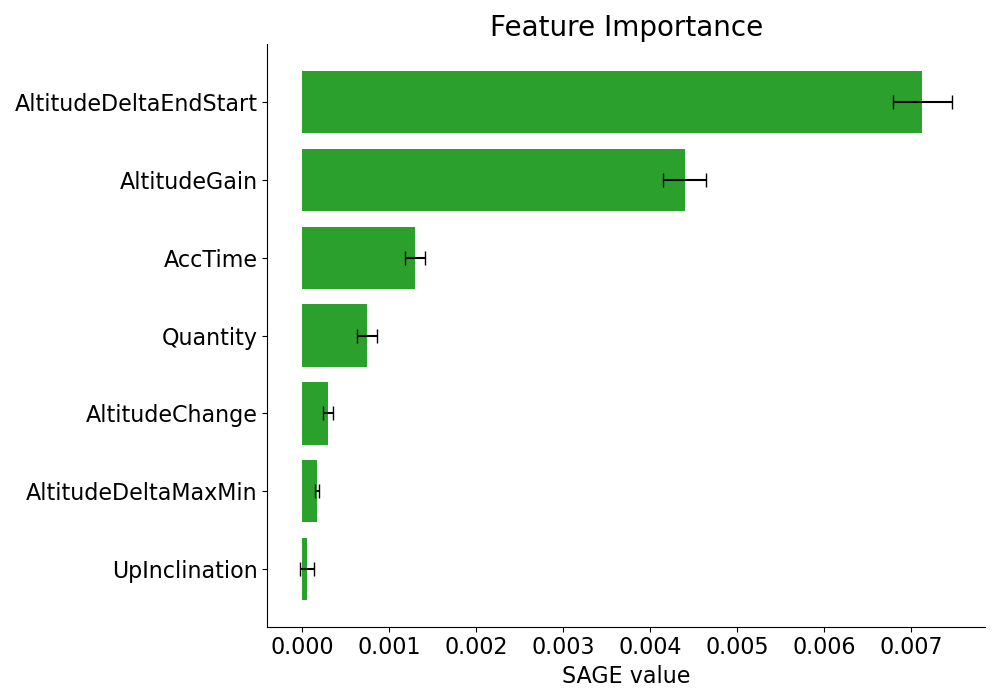 Feature Importance
AltitudeDeltaEndStart
AltitudeGain
AccTime
Quantity
AltitudeChange
AltitudeDeltaMaxMin
UpInclination
0.000 0.001 0.002 0.003 0.004 0.005 0.006 0.007
SAGE value